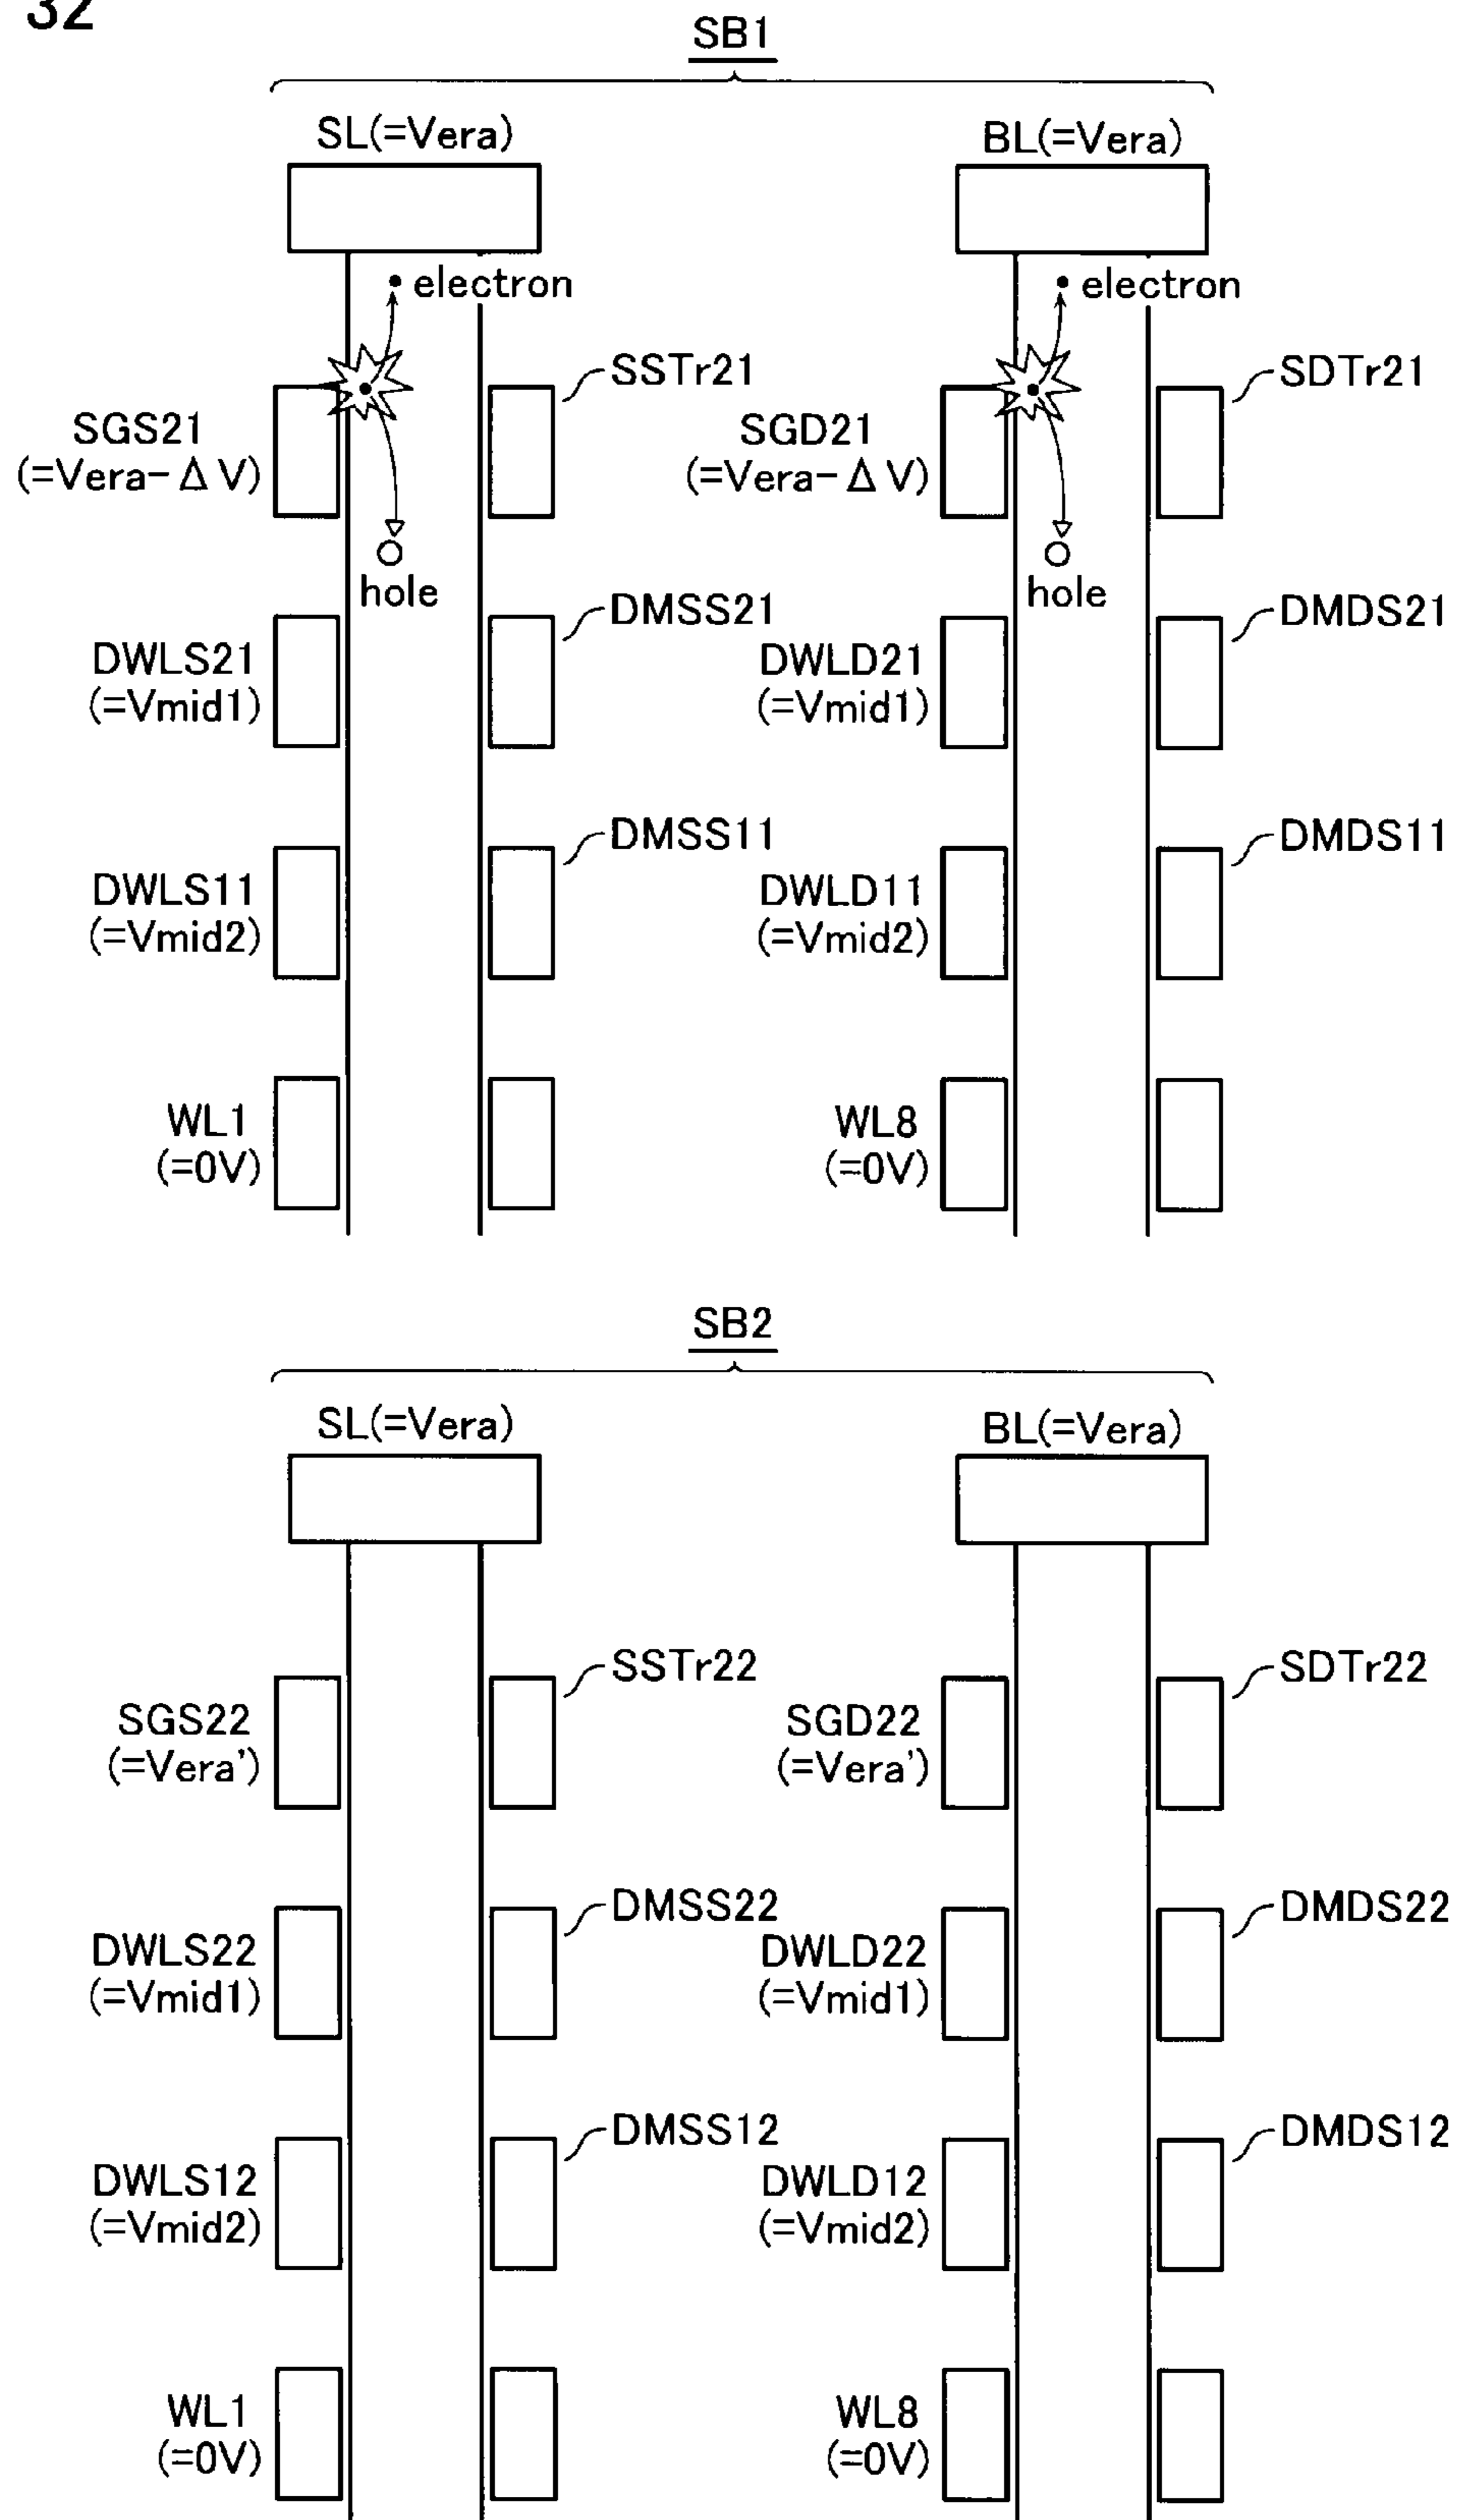 32
SB1
SL(=Vera)
BL(=Vera)
electron
electron
SSTr21
SDTr21
SGS21
(=Vera-ΔV)
SGD21
(=Vera-ΔV)
hole
hole
DMSS21
DMDS21
DWLS21
(=Vmid1)
DWLD21
(=Vmid1)
DMSS11
DMDS11
DWLS11
(=Vmid2)
DWLD11
(=Vmid2)
WL1
(=0V)
WL8
(=0V)
SB2
SL(=Vera)
BL(=Vera)
SSTr22
SDTr22
SGS22
(=Vera')
SGD22
(=Vera')
DMSS22
DMDS22
DWLS22
(=Vmid1)
DWLD22
(=Vmid1)
DMSS12
DMDS12
DWLS12
(=Vmid2)
DWLD12
(=Vmid2)
WL1
(=0V)
WL8
(=0V)